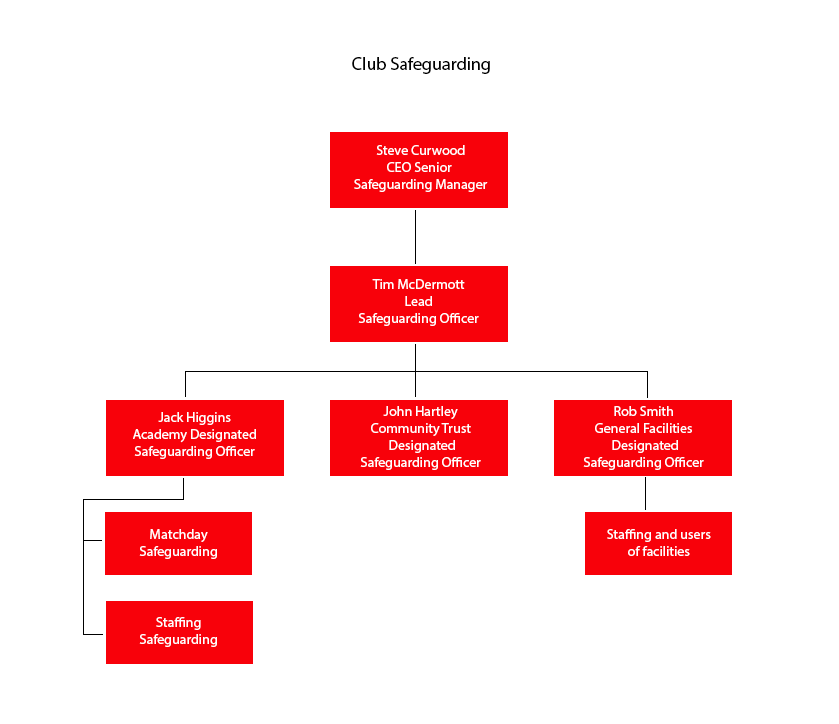 Club Safeguarding
Steve Curwood
CEO Senior
Safeguarding Manager
Tim McDermott
Lead
Safeguarding Officer
Jack Higgins
Academy Designated
Safeguarding Officer
John Hartley
Community Trust
Designated
Safeguarding Officer
Rob Smith
General Facilities
Designated
Safeguarding Officer
Matchday
Safeguarding
Staffing and users
of facilities
Staffing
Safeguarding